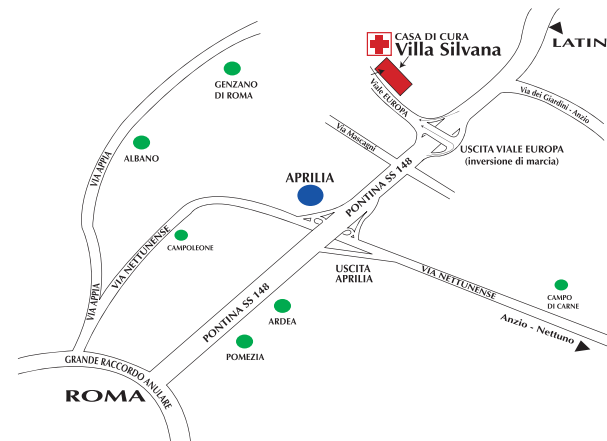 CASA DI CURA
Villa Silvana
LATIN
Viale EUROPA
Via dei Giardini - Anzio
GENZANO
DI ROMA
Via Mascagni
USCITA VIALE EUROPA
(inversione di marcia)
ALBANO
VIA APPIA
APRILIA
PONTINA SS 148
CAMPOLEONE
VIA NETTUNENSE
USCITA
APRILIA
VIA NETTUNENSE
CAMPO
DI CARNE
VIA APPIA
PONTINA SS 148
ARDEA
Anzio - Nettuno
POMEZIA
GRANDE RACCORDO ANULARE
ROMA